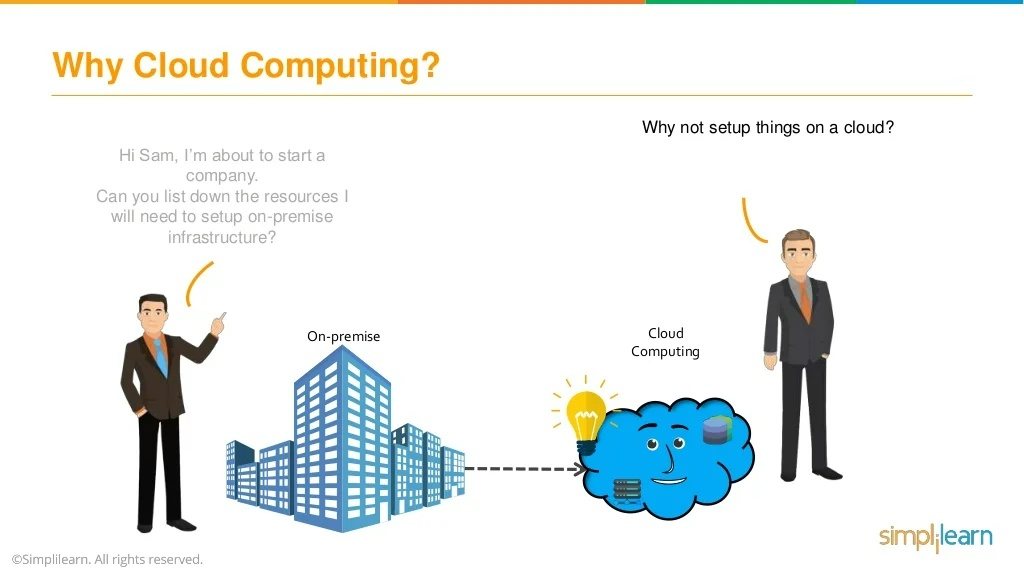 Why Cloud Computing?
Why not setup things on a cloud?
Hi Sam, I’m about to start a
company.
Can you list down the resources I
will need to setup on-premise
infrastructure?
On-premise
Cloud
Computing
simplilearn
©Simplilearn. All rights reserved.